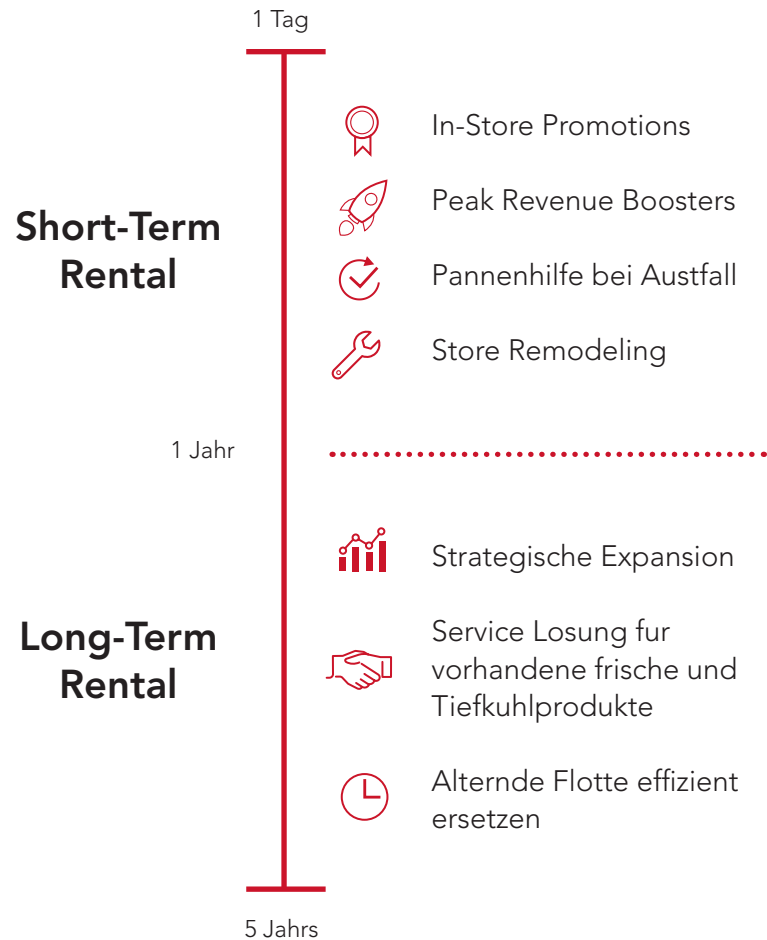 1 Tag
Short-Term
Rental
In-Store Promotions
Peak Revenue Boosters
Pannenhilfe bei Austfall
Store Remodeling
1 Jahr
Long-Term
Rental
Strategische Expansion
Service Losung fur
vorhandene frische und
Tiefkuhlprodukte
Alternde Flotte effizient
ersetzen
5 Jahrs